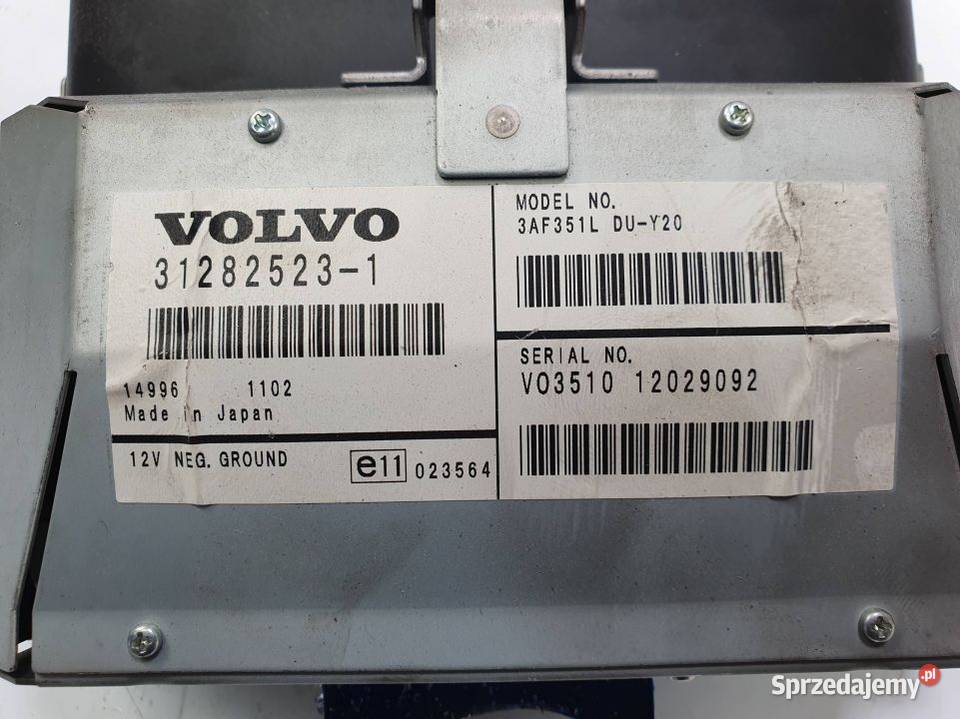 VOLVO
31282523-1
14996 1102
Made in Japan
12V NEG. GROUND
e11 023564
MODEL NO.
3AF351L DU-Y20
SERIAL NO.
VO3510 12029092
Sprzedajemy.pl